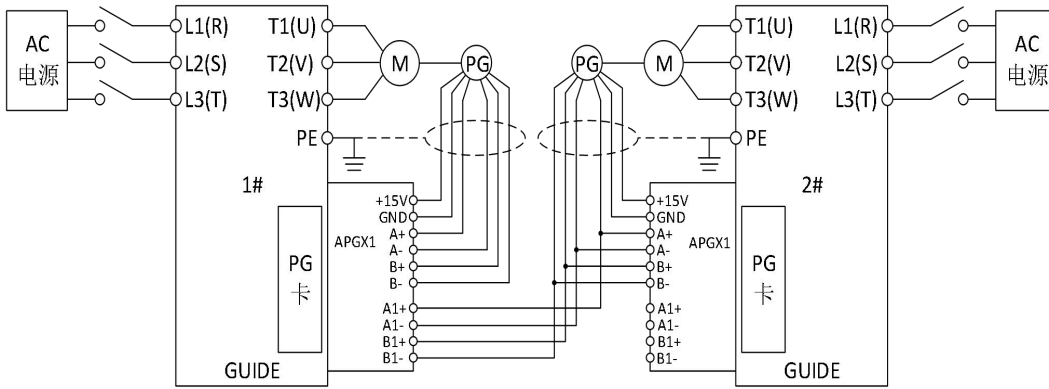 AC
电源
L1(R)
L2(S)
L3(T)
T1(U)
T2(V)
T3(W)
PE
M
PG
1#
PG
卡
APGX1
+15V
GND
A+
A-
B+
B-
A1+
A1-
B1+
B1-
GUIDE
PG
M
T1(U)
T2(V)
T3(W)
PE
L1(R)
L2(S)
L3(T)
AC
电源
2#
+15V
GND
A+
A-
B+
B-
A1+
A1-
B1+
B1-
APGX1
PG
卡
GUIDE